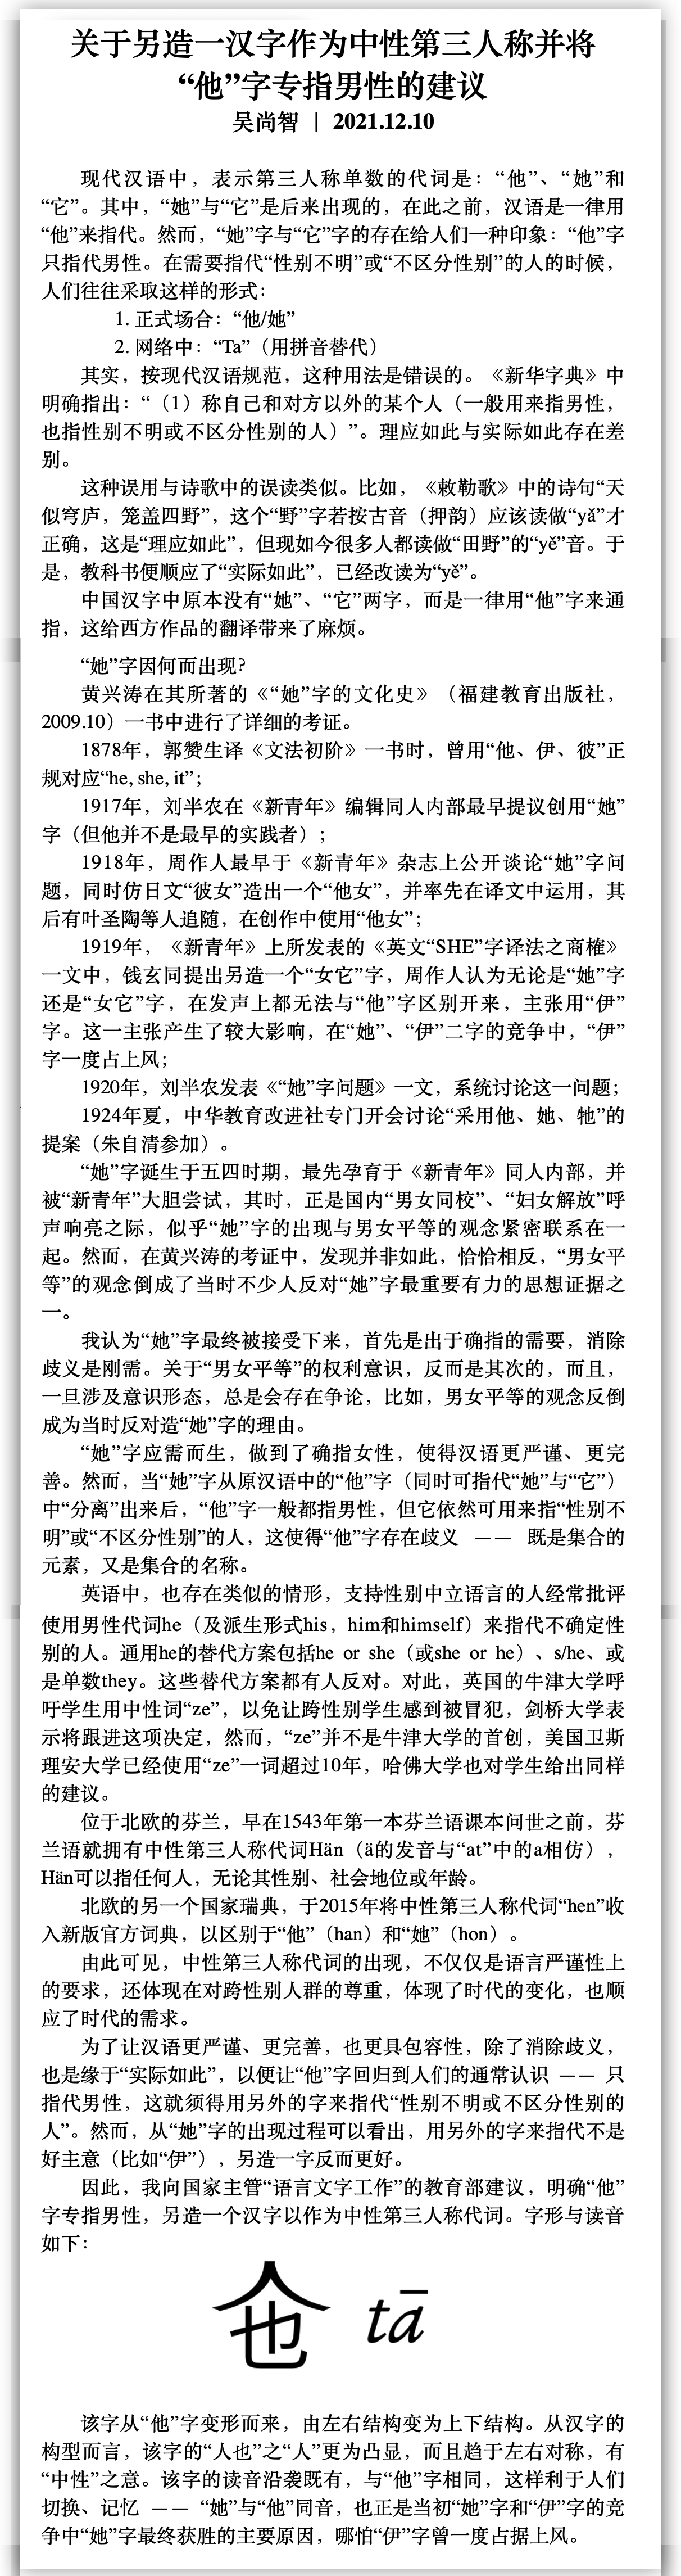 关于另造一汉字作为中性第三人称并将
“他”字专指男性的建议
吴尚智 ｜ 2021.12.10
现代汉语中，表示第三人称单数的代词是：“他”、“她”和
“它”。其中，“她”与“它”是后来出现的，在此之前，汉语是一律用
“他”来指代。然而，“她”字与“它”字的存在给人们一种印象：“他”字
只指代男性。在需要指代“性别不明”或“不区分性别”的人的时候，
人们往往采取这样的形式：
1. 正式场合：“他/她”
2. 网络中：“Ta”（用拼音替代）
其实，按现代汉语规范，这种用法是错误的。《新华字典》中
明确指出：“（1）称自己和对方以外的某个人（一般用来指男性，
也指性别不明或不区分性别的人）”。理应如此与实际如此存在差
别。
这种误用与诗歌中的误读类似。比如，《敕勒歌》中的诗句“天
似穹庐，笼盖四野”，这个“野”字若按古音（押韵）应该读做“yǎ”才
正确，这是“理应如此”，但现如今很多人都读做“田野”的“yě”音。于
是，教科书便顺应了“实际如此”，已经改读为“yě”。
中国汉字中原本没有“她”、“它”两字，而是一律用“他”字来通
指，这给西方作品的翻译带来了麻烦。
“她”字因何而出现？
黄兴涛在其所著的《“她”字的文化史》（福建教育出版社，
2009.10）一书中进行了详细的考证。
1878年，郭赞生译《文法初阶》一书时，曾用“他、伊、彼”正
规对应“he, she, it”；
1917年，刘半农在《新青年》编辑同人内部最早提议创用“她”
字（但他并不是最早的实践者）；
1918年，周作人最早于《新青年》杂志上公开谈论“她”字问
题，同时仿日文“彼女”造出一个“他女”，并率先在译文中运用，其
后有叶圣陶等人追随，在创作中使用“他女”；
1919年，《新青年》上所发表的《英文“SHE”字译法之商榷》
一文中，钱玄同提出另造一个“女它”字，周作人认为无论是“她”字
还是“女它”字，在发声上都无法与“他”字区别开来，主张用“伊”
字。这一主张产生了较大影响，在“她”、“伊”二字的竞争中，“伊”
字一度占上风；
1920年，刘半农发表《“她”字问题》一文，系统讨论这一问题；
1924年夏，中华教育改进社专门开会讨论“采用他、她、牠”的
提案（朱自清参加）。
“她”字诞生于五四时期，最先孕育于《新青年》同人内部，并
被“新青年”大胆尝试，其时，正是国内“男女同校”、“妇女解放”呼
声响亮之际，似乎“她”字的出现与男女平等的观念紧密联系在一
起。然而，在黄兴涛的考证中，发现并非如此，恰恰相反，“男女平
等”的观念倒成了当时不少人反对“她”字最重要有力的思想证据之
一。
我认为“她”字最终被接受下来，首先是出于确指的需要，消除
歧义是刚需。关于“男女平等”的权利意识，反而是其次的，而且，
一旦涉及意识形态，总是会存在争论，比如，男女平等的观念反倒
成为当时反对造“她”字的理由。
“她”字应需而生，做到了确指女性，使得汉语更严谨、更完
善。然而，当“她”字从原汉语中的“他”字（同时可指代“她”与“它”）
中“分离”出来后，“他”字一般都指男性，但它依然可用来指“性别不
明”或“不区分性别”的人，这使得“他”字存在歧义 —— 既是集合的
元素，又是集合的名称。
英语中，也存在类似的情形，支持性别中立语言的人经常批评
使用男性代词he（及派生形式his，him和himself）来指代不确定性
别的人。通用he的替代方案包括he or she（或she or he）、s/he、或
是单数they。这些替代方案都有人反对。对此，英国的牛津大学呼
吁学生用中性词“ze”，以免让跨性别学生感到被冒犯，剑桥大学表
示将跟进这项决定，然而，“ze”并不是牛津大学的首创，美国卫斯
理安大学已经使用“ze”一词超过10年，哈佛大学也对学生给出同样
的建议。
位于北欧的芬兰，早在1543年第一本芬兰语课本问世之前，芬
兰语就拥有中性第三人称代词Hän（ä的发音与“at”中的a相仿），
Hän可以指任何人，无论其性别、社会地位或年龄。
北欧的另一个国家瑞典，于2015年将中性第三人称代词“hen”收
入新版官方词典，以区别于“他”（han）和“她”（hon）。
由此可见，中性第三人称代词的出现，不仅仅是语言严谨性上
的要求，还体现在对跨性别人群的尊重，体现了时代的变化，也顺
应了时代的需求。
为了让汉语更严谨、更完善，也更具包容性，除了消除歧义，
也是缘于“实际如此”，以便让“他”字回归到人们的通常认识 —— 只
指代男性，这就须得用另外的字来指代“性别不明或不区分性别的
人”。然而，从“她”字的出现过程可以看出，用另外的字来指代不是
好主意（比如“伊”），另造一字反而更好。
因此，我向国家主管“语言文字工作”的教育部建议，明确“他”
字专指男性，另造一个汉字以作为中性第三人称代词。字形与读音
如下：
tā
该字从“他”字变形而来，由左右结构变为上下结构。从汉字的
构型而言，该字的“人也”之“人”更为凸显，而且趋于左右对称，有
“中性”之意。该字的读音沿袭既有，与“他”字相同，这样利于人们
切换、记忆 —— “她”与“他”同音，也正是当初“她”字和“伊”字的竞
争中“她”字最终获胜的主要原因，哪怕“伊”字曾一度占据上风。